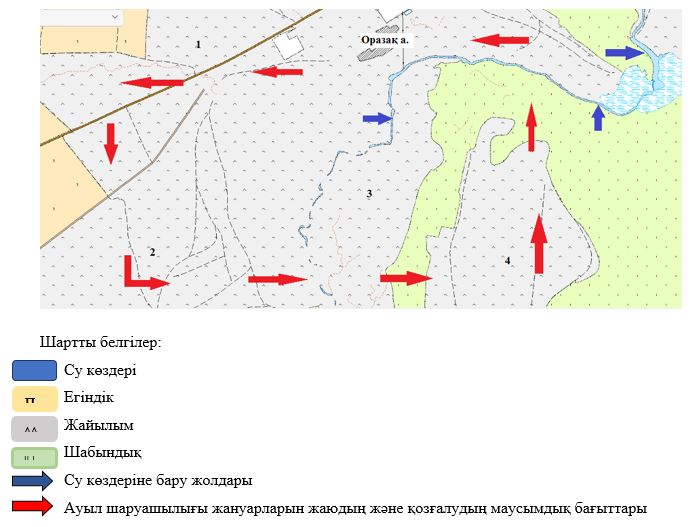 1
Оразақ а.
3
2
4
Шартты белгілер:
Су көздері
Егіндік
Жайылым
Шабындық
Су көздеріне бару жолдары
Ауыл шаруашылығы жануарларын жаюдың және қозғалудың маусымдық бағыттары